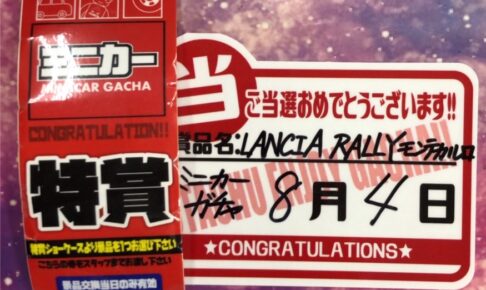 ミニカー
MINICAR GACHA
CONGRATULATION!!
特賞
特賞ショーケースより単品を1つお選び下さい
こちらの券をスタッフまでお渡し下さい
単品交換当日のみ有効
当
ご当選おめでとうございます!!
賞品名:LANCIA RALLY モンテカルロ
ミニカー
ガチャ
8月4日
★CONGRATULATIONS★